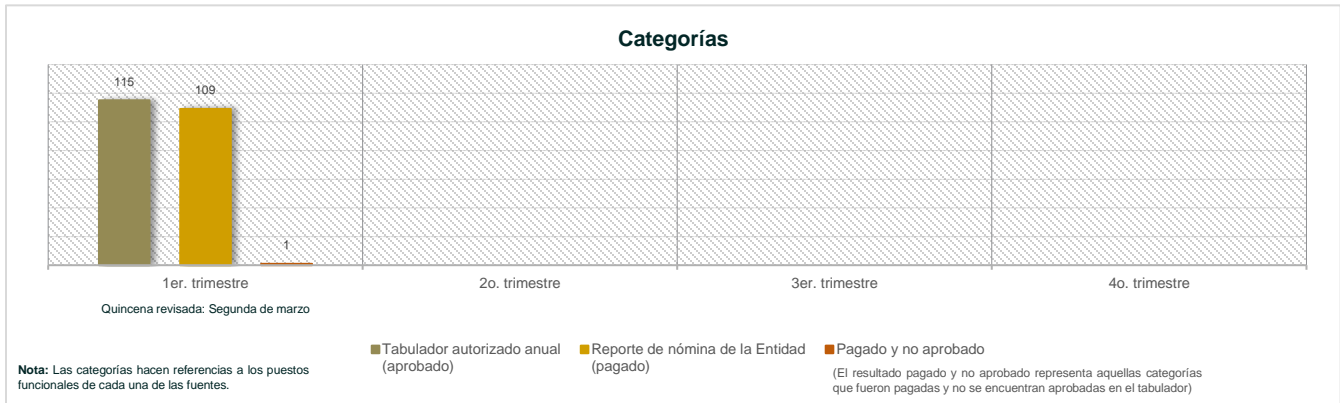 Categorías
115
109
1
1er. trimestre
2o. trimestre
3er. trimestre
4o. trimestre
Quincena revisada: Segunda de marzo
Tabulador autorizado anual
(aprobado)
Reporte de nómina de la Entidad
(pagado)
Pagado y no aprobado
(El resultado pagado y no aprobado representa aquellas categorías
que fueron pagadas y no se encuentran aprobadas en el tabulador)
Nota: Las categorías hacen referencias a los puestos
funcionales de cada una de las fuentes.